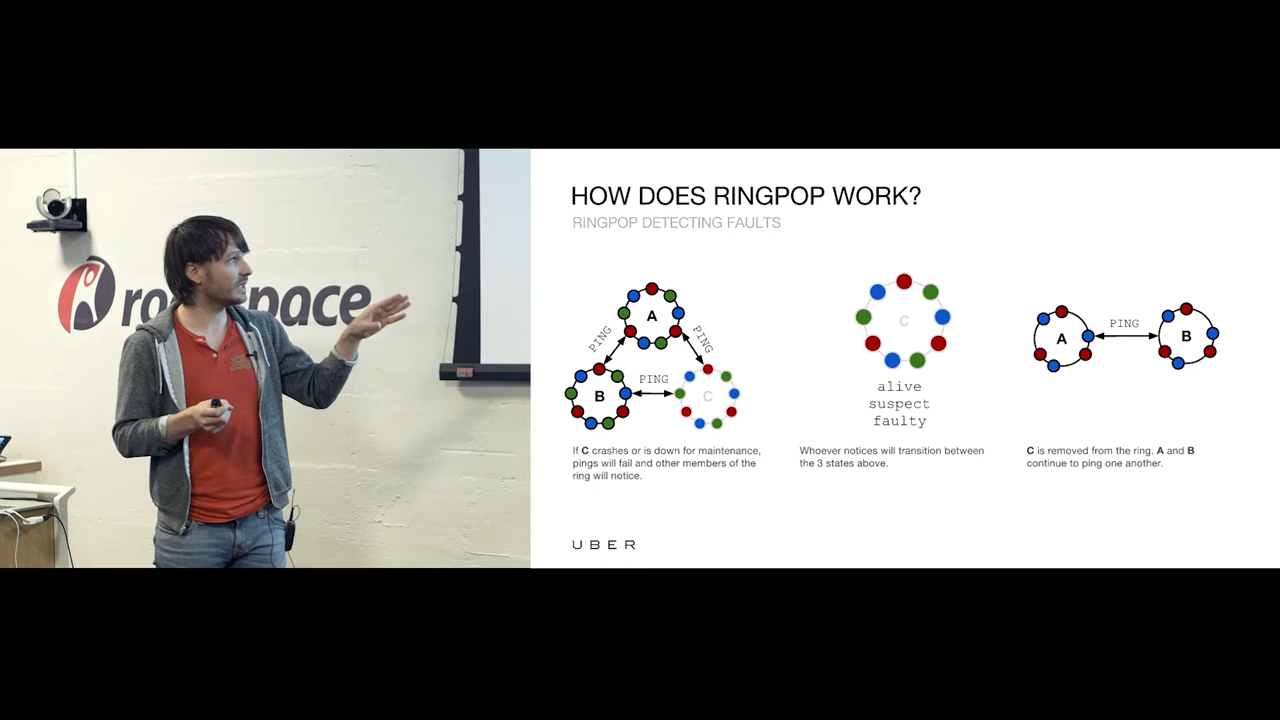 rackspace
HOW DOES RINGPOP WORK?
RINGPOP DETECTING FAULTS
A
PING
PING
B
PING
C
If C crashes or is down for maintenance,
pings will fail and other members of the
ring will notice.
C
alive
suspect
faulty
Whoever notices will transition between
the 3 states above.
A
PING
B
C is removed from the ring. A and B
continue to ping one another.
UBER